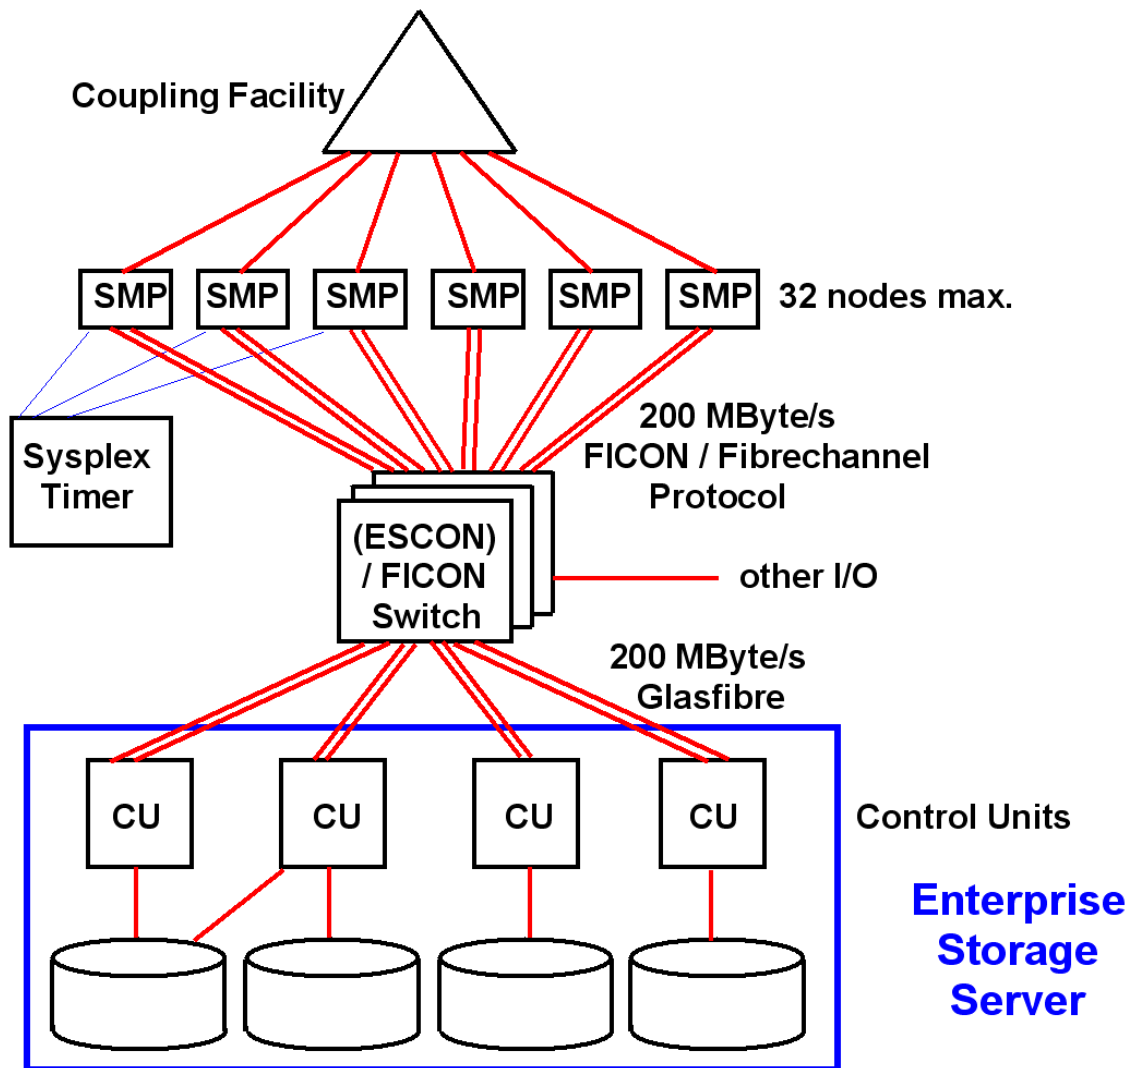 Coupling Facility
SMP
SMP
SMP
SMP
SMP
SMP
32 nodes max.
200 MByte/s
FICON / Fibrechannel
Protocol
Sysplex
Timer
(ESCON)
/ FICON
Switch
other I/O
200 MByte/s
Glasfibre
CU
CU
CU
CU
Control Units
Enterprise
Storage
Server